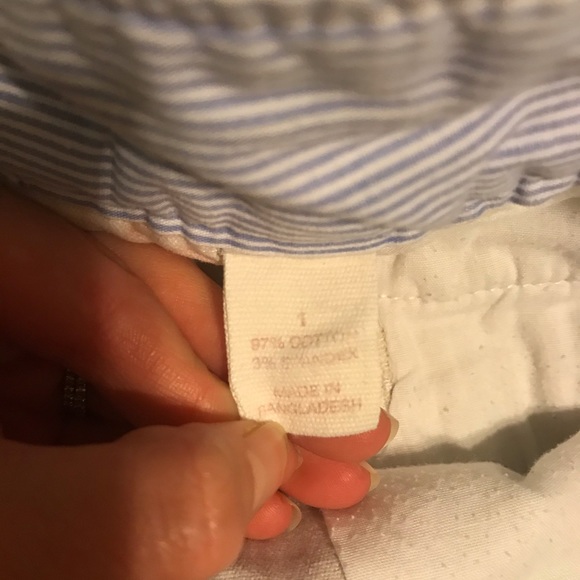 1
97% COTTON
3% SPANDEX
MADE IN
BANGLADESH